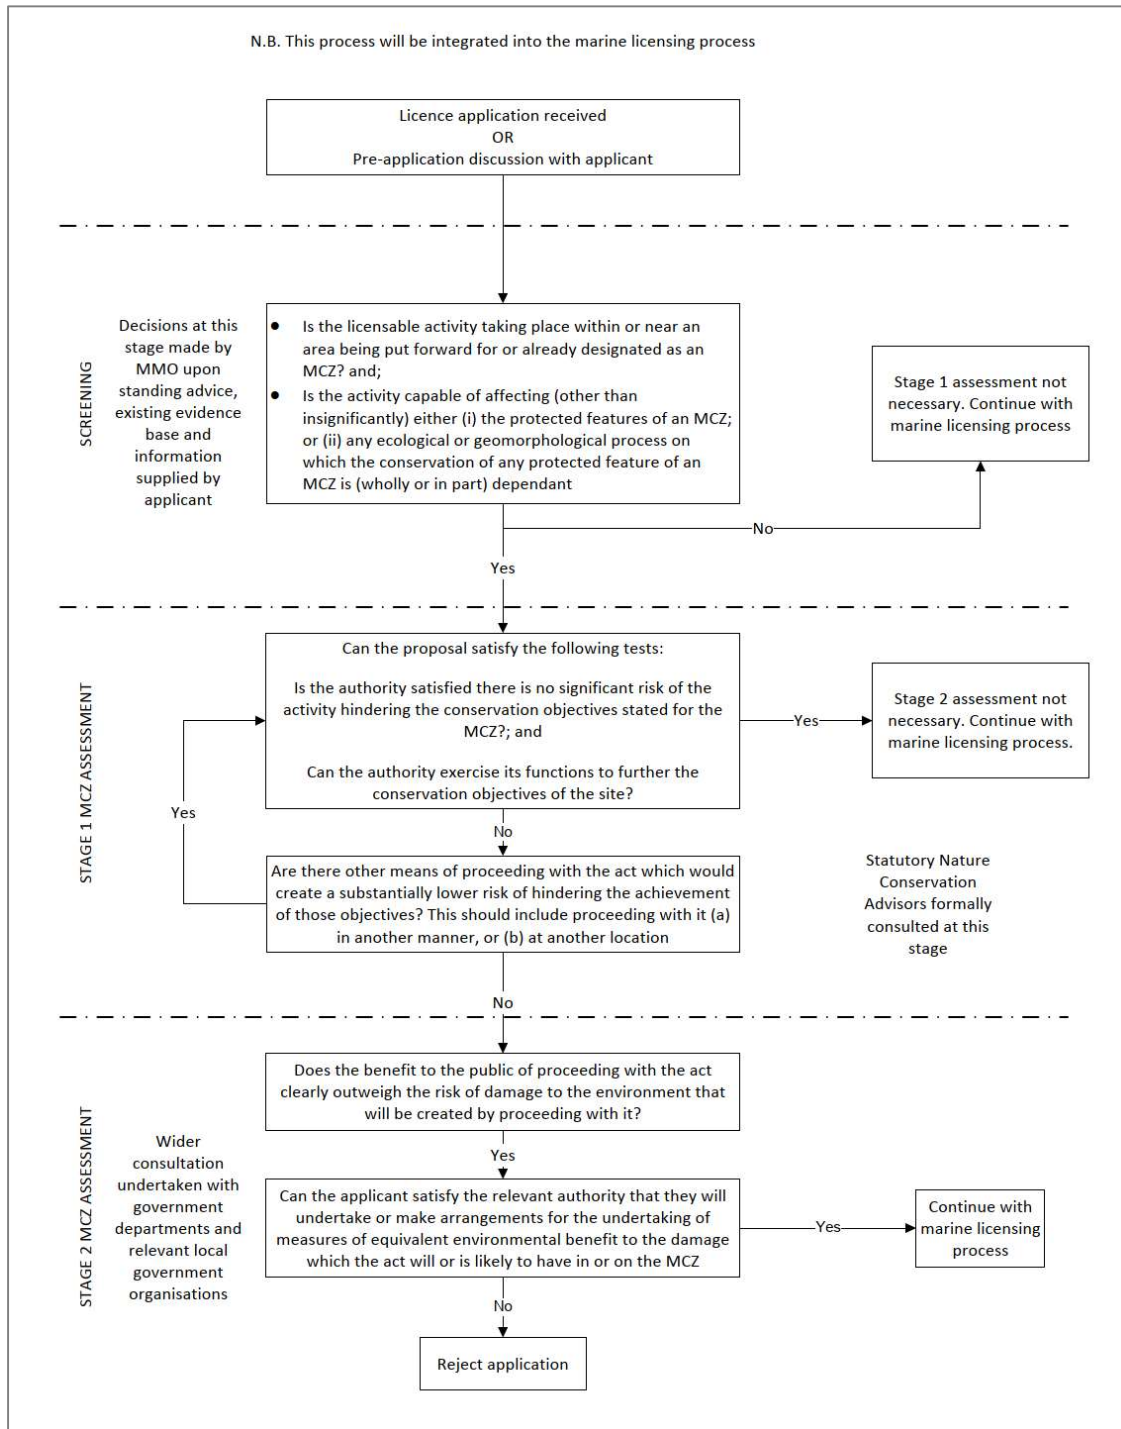 N.B. This process will be integrated into the marine licensing process
Licence application received
OR
Pre-application discussion with applicant
SCREENING
Decisions at this
stage made by
MMO upon
standing advice,
existing evidence
base and
information
supplied by
applicant
● Is the licensable activity taking place within or near an
area being put forward for or already designated as an
MCZ? and;
● Is the activity capable of affecting (other than
insignificantly) either (i) the protected features of an MCZ;
or (ii) any ecological or geomorphological process on
which the conservation of any protected feature of an
MCZ is (wholly or in part) dependant
Stage 1 assessment not
necessary. Continue with
marine licensing process
No
Yes
STAGE 1 MCZ ASSESSMENT
Can the proposal satisfy the following tests:
Is the authority satisfied there is no significant risk of the
activity hindering the conservation objectives stated for the
MCZ?; and
Can the authority exercise its functions to further the
conservation objectives of the site?
Yes
Stage 2 assessment not
necessary. Continue with
marine licensing process.
Yes
No
Are there other means of proceeding with the act which would
create a substantially lower risk of hindering the achievement
of those objectives? This should include proceeding with it (a)
in another manner, or (b) at another location
Statutory Nature
Conservation
Advisors formally
consulted at this
stage
No
STAGE 2 MCZ ASSESSMENT
Wider
consultation
undertaken with
government
departments and
relevant local
government
organisations
Does the benefit to the public of proceeding with the act
clearly outweigh the risk of damage to the environment that
will be created by proceeding with it?
Yes
Can the applicant satisfy the relevant authority that they will
undertake or make arrangements for the undertaking of
measures of equivalent environmental benefit to the damage
which the act will or is likely to have in or on the MCZ
Yes
Continue with
marine licensing
process
No
Reject application